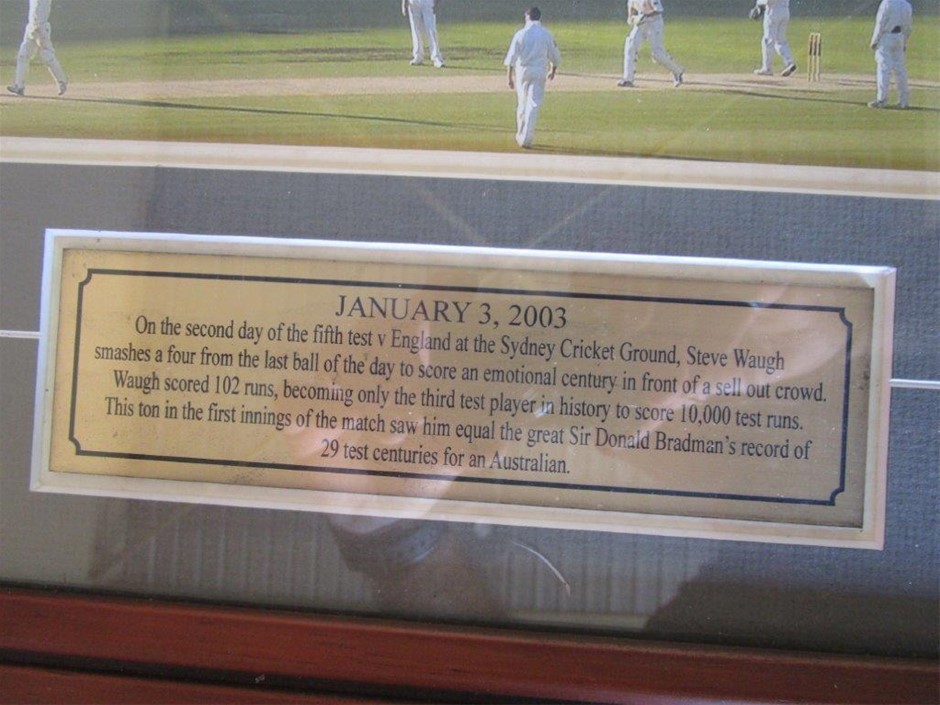 JANUARY 3, 2003
On the second day of the fifth test v England at the Sydney Cricket Ground, Steve Waugh
smashes a four from the last ball of the day to score an emotional century in front of a sell out crowd.
Waugh scored 102 runs, becoming only the third test player in history to score 10,000 test runs.
This ton in the first innings of the match saw him equal the great Sir Donald Bradman's record of
29 test centuries for an Australian.